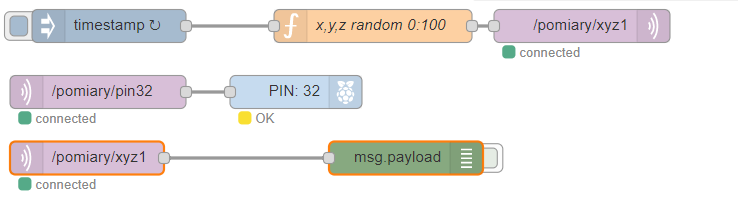 timestamp ↻
x,y,z random 0:100
/pomiary/xyz1
connected
/pomiary/pin32
PIN: 32
connected
OK
/pomiary/xyz1
msg.payload
connected